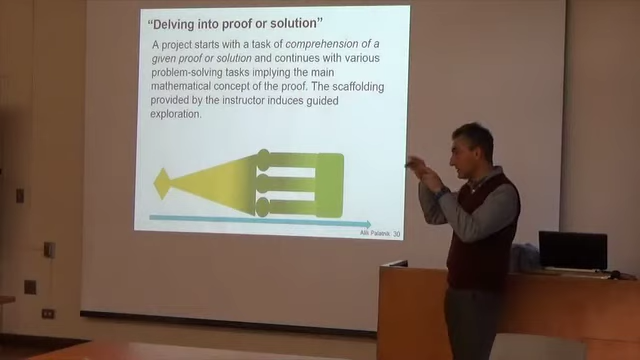 “Delving into proof or solution”
A project starts with a task of comprehension of a
given proof or solution and continues with various
problem-solving tasks implying the main
mathematical concept of the proof. The scaffolding
provided by the instructor induces guided
exploration.
Alik Palatnik 30